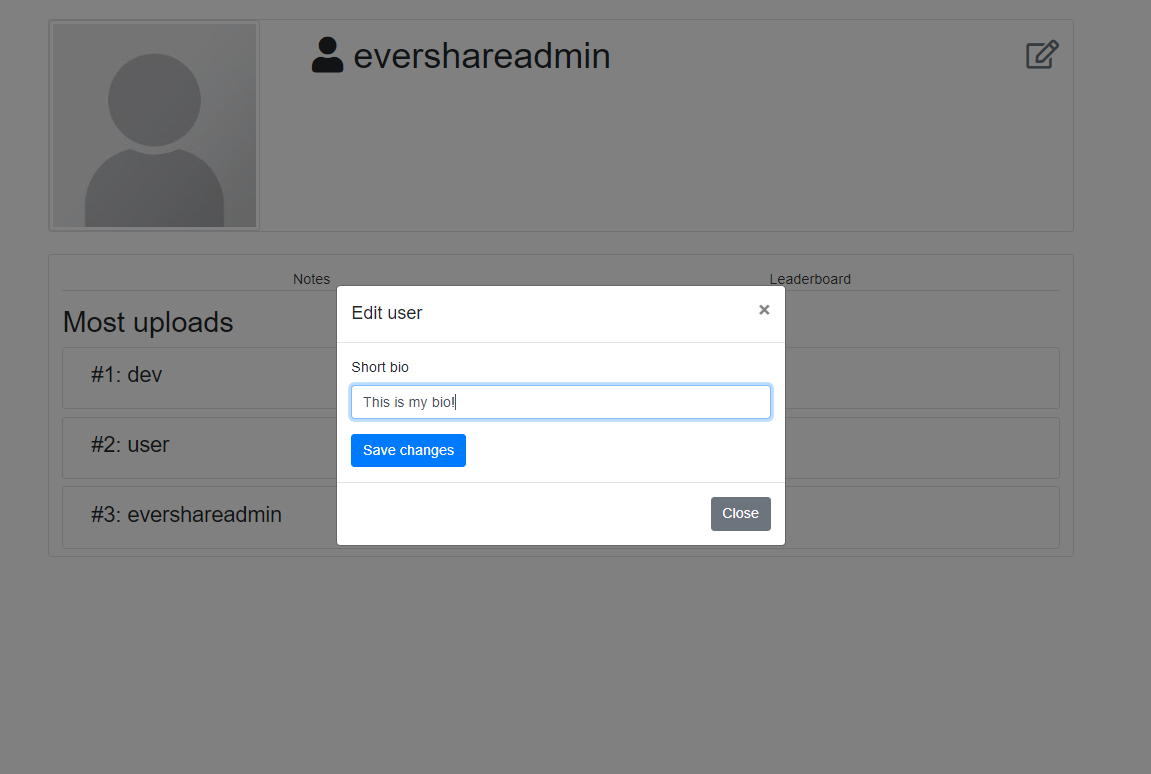 evershareadmin
Notes
Leaderboard
Most uploads
#1: dev
#2: user
#3: evershareadmin
Edit user
×
Short bio
This is my bio!
Save changes
Close